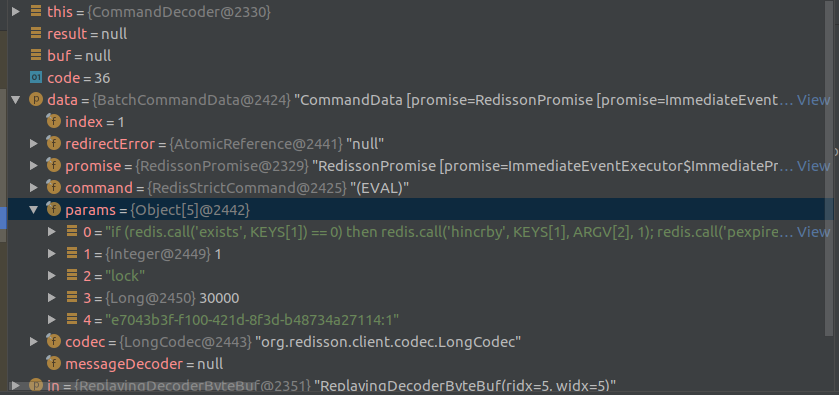 this = {CommandDecoder@2330}
result = null
buf = null
01 code = 36
p data = {BatchCommandData@2424} "CommandData [promise=RedissonPromise [promise=ImmediateEvent... View
f index = 1
f redirectError = {AtomicReference@2441} "null"
f promise = {RedissonPromise@2329} "RedissonPromise [promise=ImmediateEventExecutor$ImmediatePr... View
f command = {RedisStrictCommand@2425} "(EVAL)"
f params = {Object[5]@2442}
0 = "if (redis.call('exists', KEYS[1]) == 0) then redis.call('hincrby', KEYS[1], ARGV[2], 1); redis.call('pexpire... View
1 = {Integer@2449} 1
2 = "lock"
3 = {Long@2450} 30000
4 = "e7043b3f-f100-421d-8f3d-b48734a27114:1"
f codec = {LongCodec@2443} "org.redisson.client.codec.LongCodec"
f messageDecoder = null
p in = {ReplayingDecoderByteBuf@2351} "ReplayingDecoderByteBuf(ridx=5, widx=5)"